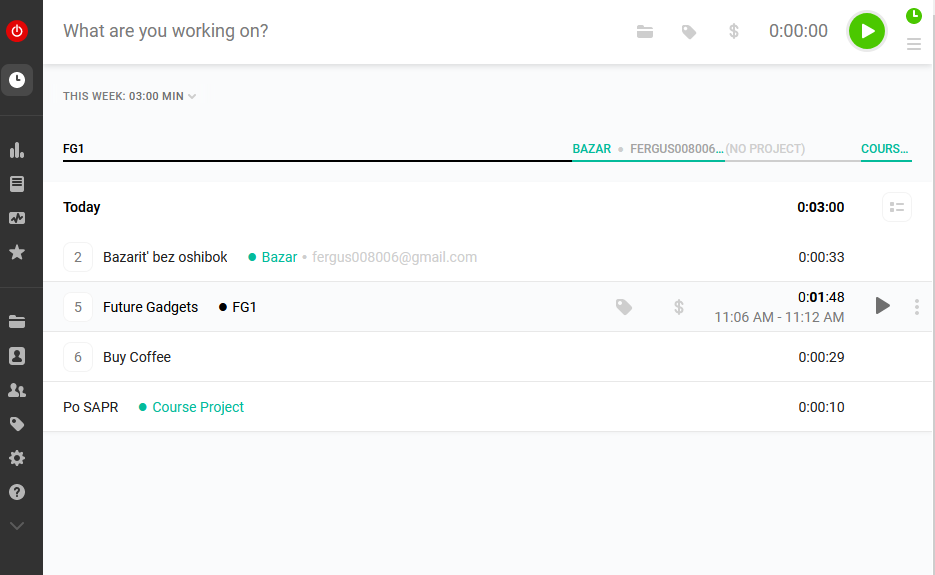 What are you working on?
$
0:00:00
THIS WEEK: 03:00 MIN
FG1
BAZAR • FERGUS008006...
(NO PROJECT)
COURS...
Today
0:03:00
2
Bazarit' bez oshibok
• Bazar • fergus008006@gmail.com
0:00:33
5
Future Gadgets
• FG1
$
0:01:48
11:06 AM - 11:12 AM
6
Buy Coffee
0:00:29
Po SAPR
• Course Project
0:00:10
?